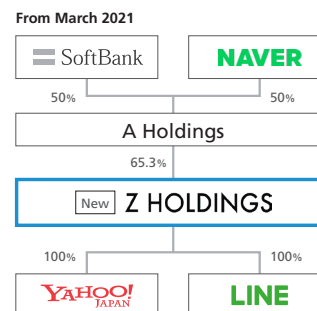 From March 2021
SoftBank NAVER
50% 50%
A Holdings
65.3%
New Z HOLDINGS
100% 100%
YAHOO! LINE
JAPAN